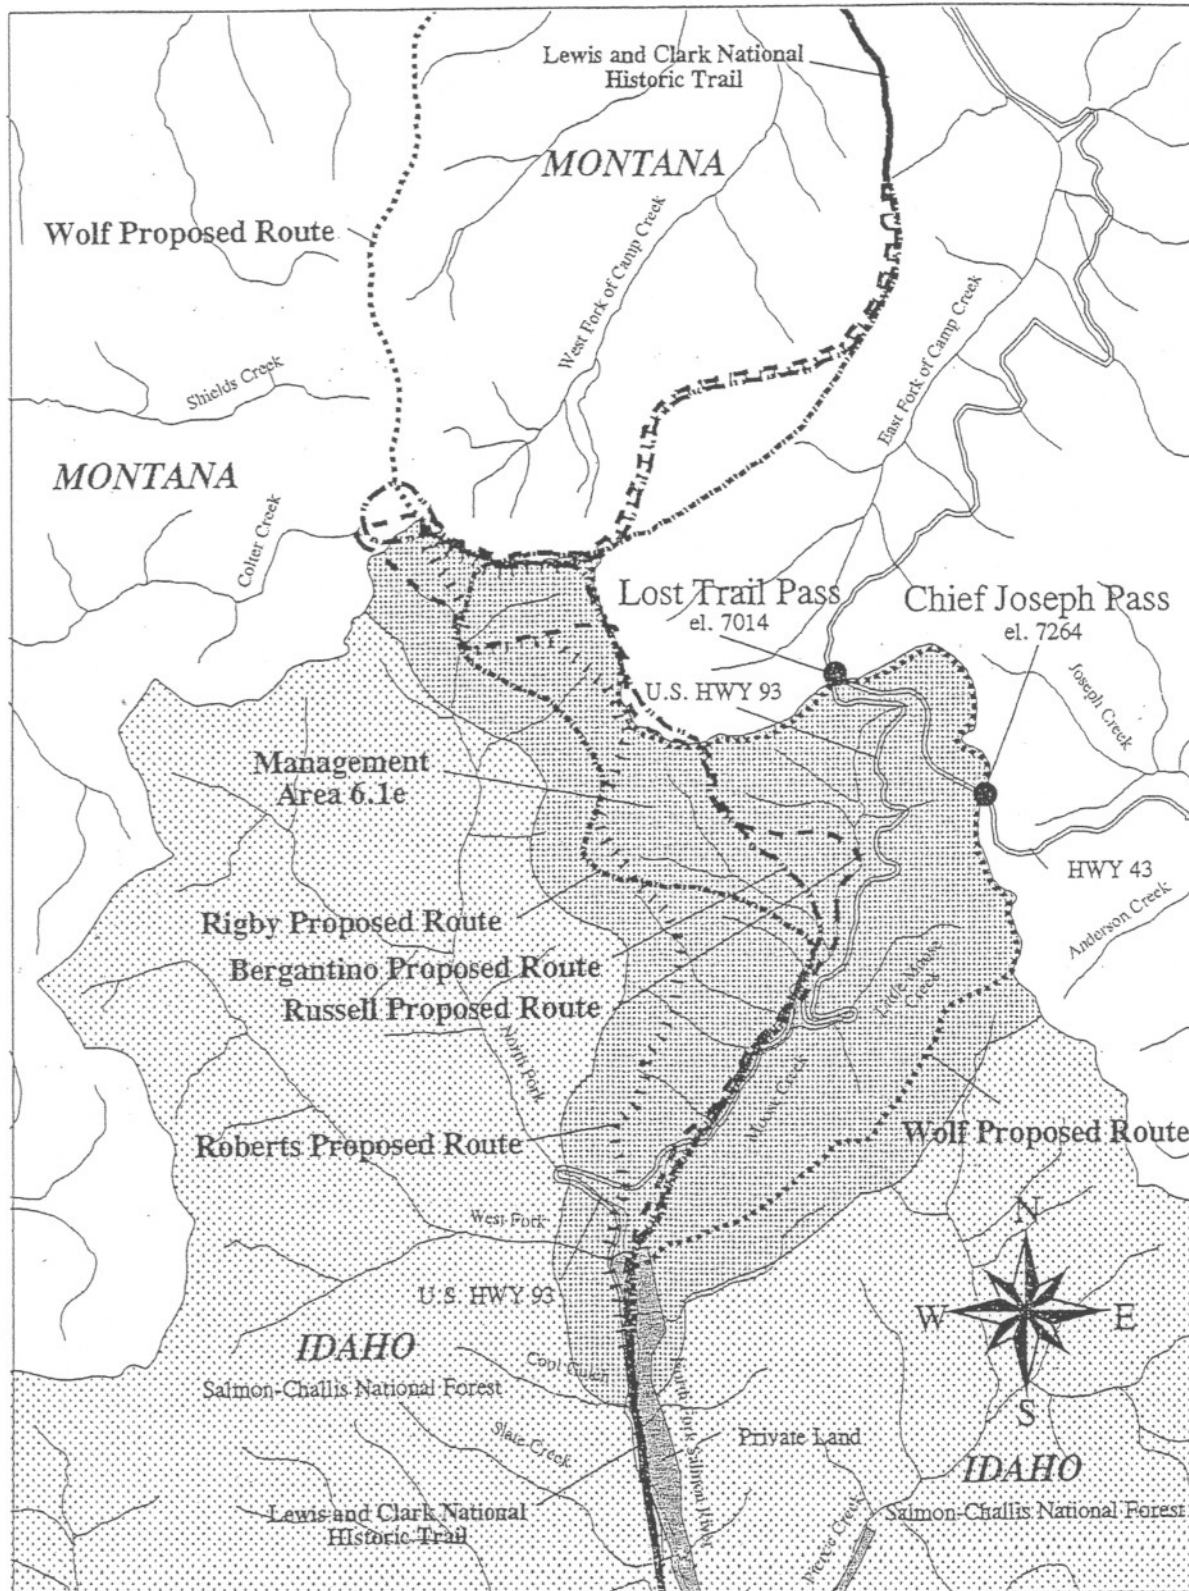 Lewis and Clark National
Historic Trail
MONTANA
Wolf Proposed Route
West Fork of Camp Creek
East Fork of Camp Creek
Shields Creek
MONTANA
Colter Creek
Lost Trail Pass
el. 7014
Chief Joseph Pass
el. 7264
U.S. HWY 93
Joseph Creek
Management
Area 6.1e
HWY 43
Anderson Creek
Rigby Proposed Route
Bergantino Proposed Route
Russell Proposed Route
Little Moose
Creek
North Fork
Moose Creek
Roberts Proposed Route
Wolf Proposed Route
West Fork
N
U.S. HWY 93
W
E
IDAHO
Salmon-Challis National Forest
Cool Gulch
S
North Fork Salmon River
Slate Creek
Private Land
IDAHO
Salmon-Challis National Forest
Lewis and Clark National
HIstoric Trail
Creek